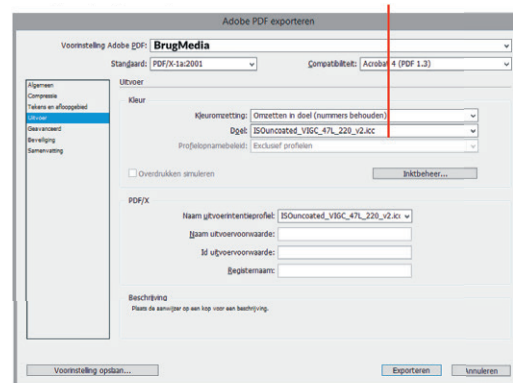 Adobe PDF exporteren
Voorinstelling Adobe PDF: BrugMedia
Standaard: PDF/X-1a:2001 Compatibiliteit: Acrobat 4 (PDF 1.3)
Algemeen
Compressie
Tekens en afloopgebied
Uitvoer
Geavanceerd
Beveiliging
Samenvatting
Uitvoer
Kleur
Kleuromzetting: Omzetten in doel (nummers behouden)
Doel: ISOuncoated_VIGC_47L_220_v2.icc
Profielopnamebeleid: Exclusief profielen
Overdrukken simuleren Inktbeheer...
PDF/X
Naam uitvoerintentieprofiel: ISOuncoated_VIGC_47L_220_v2.icc
Naam uitvoervoorwaarde:
Id uitvoervoorwaarde:
Registernaam:
Beschrijving
Plaats de aanwijzer op een kop voor een beschrijving.
Voorinstelling opslaan... Exporteren Annuleren